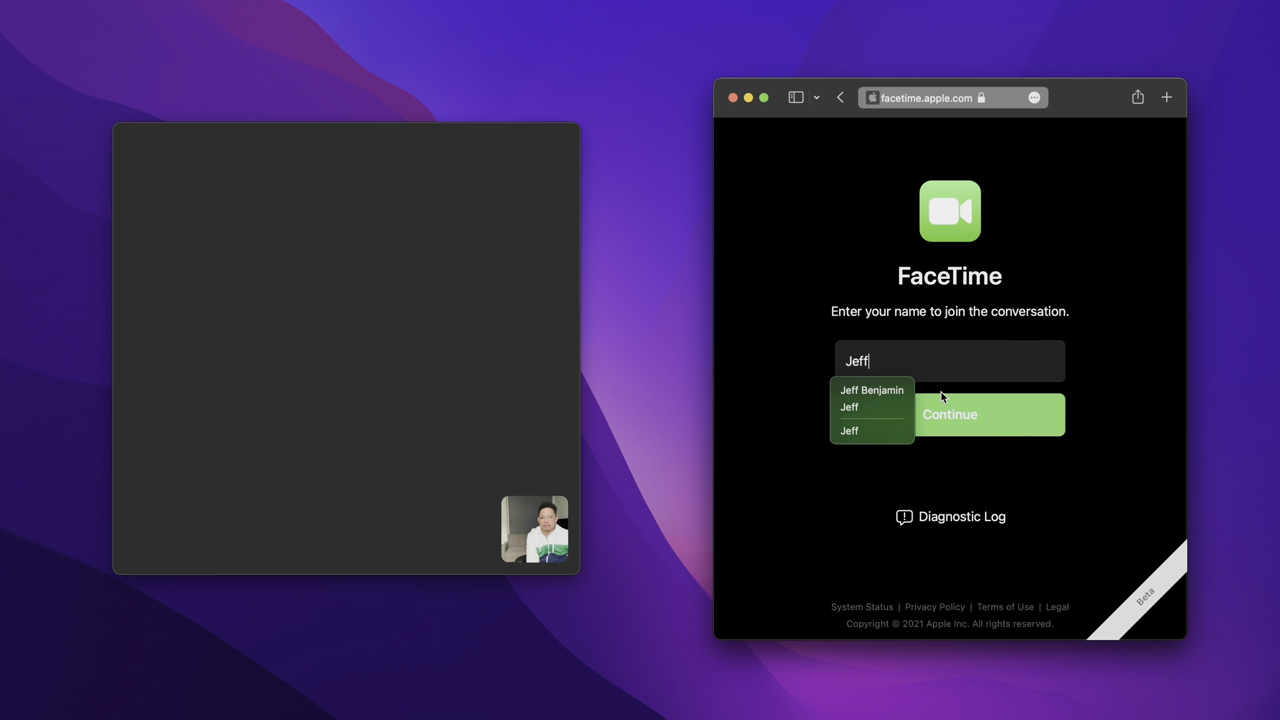 facetime.apple.com
FaceTime
Enter your name to join the conversation.
Jeff
Jeff Benjamin
Jeff
Jeff
Continue
Diagnostic Log
System Status | Privacy Policy | Terms of Use | Legal
Copyright © 2021 Apple Inc. All rights reserved.
Beta